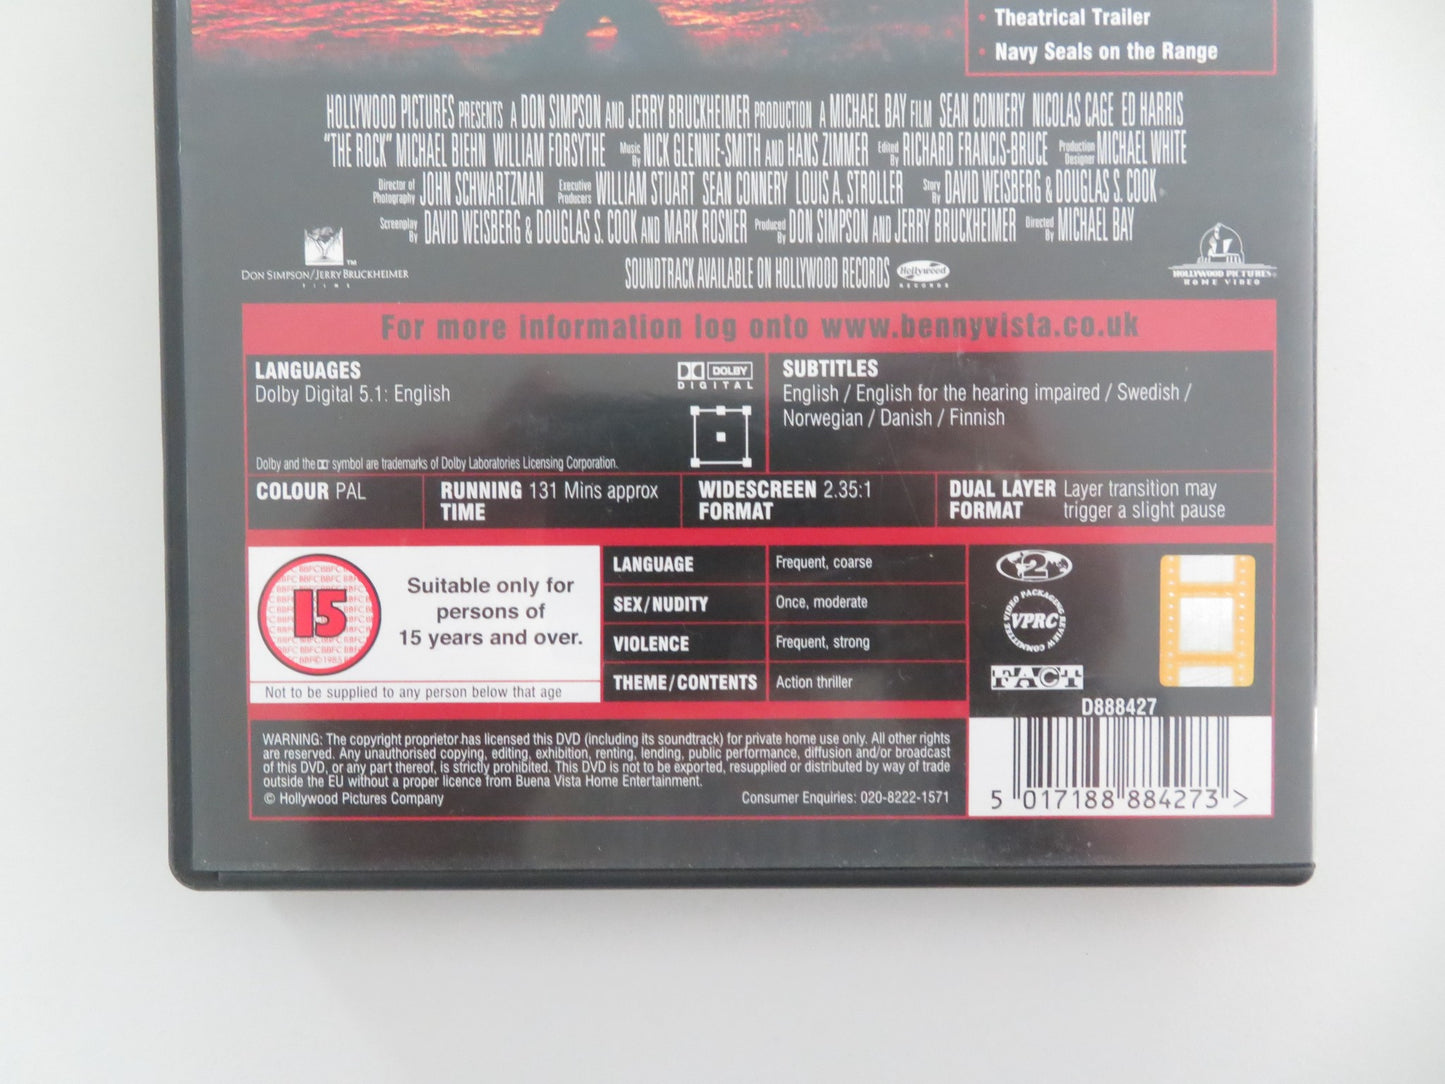 • Theatrical Trailer
• Navy Seals on the Range
HOLLYWOOD PICTURES PRESENTS A DON SIMPSON AND JERRY BRUCKHEIMER PRODUCTION A MICHAEL BAY FILM SEAN CONNERY NICOLAS CAGE ED HARRIS
"THE ROCK" MICHAEL BIEHN WILLIAM FORSYTHE Music By NICK GLENNIE-SMITH AND HANS ZIMMER Edited By RICHARD FRANCIS-BRUCE Production Designer MICHAEL WHITE
Director of Photography JOHN SCHWARTZMAN Executive Producers WILLIAM STUART SEAN CONNERY LOUIS A. STROLLER Story By DAVID WEISBERG & DOUGLAS S. COOK
Screenplay By DAVID WEISBERG & DOUGLAS S. COOK AND MARK ROSNER Produced By DON SIMPSON AND JERRY BRUCKHEIMER Directed By MICHAEL BAY
TM
DON SIMPSON/JERRY BRUCKHEIMER
FILMS
SOUNDTRACK AVAILABLE ON HOLLYWOOD RECORDS
Hollywood
RECORDS
HOLLYWOOD PICTURES
HOME VIDEO
For more information log onto www.bennyvista.co.uk
LANGUAGES
Dolby Digital 5.1: English
DOLBY
DIGITAL
Dolby and the symbol are trademarks of Dolby Laboratories Licensing Corporation.
SUBTITLES
English / English for the hearing impaired / Swedish /
Norwegian / Danish / Finnish
COLOUR PAL
RUNNING 131 Mins approx
TIME
WIDESCREEN 2.35:1
FORMAT
DUAL LAYER Layer transition may
FORMAT trigger a slight pause
15
Suitable only for
persons of
15 years and over.
Not to be supplied to any person below that age
LANGUAGE Frequent, coarse
SEX/NUDITY Once, moderate
VIOLENCE Frequent, strong
THEME/CONTENTS Action thriller
2
VIDEO PACKAGING REVIEW COMMITTEE
VPRC
FACT
D888427
5 017188 884273 >
WARNING: The copyright proprietor has licensed this DVD (including its soundtrack) for private home use only. All other rights
are reserved. Any unauthorised copying, editing, exhibition, renting, lending, public performance, diffusion and/or broadcast
of this DVD, or any part thereof, is strictly prohibited. This DVD is not to be exported, resupplied or distributed by way of trade
outside the EU without a proper licence from Buena Vista Home Entertainment.
© Hollywood Pictures Company
Consumer Enquiries: 020-8222-1571